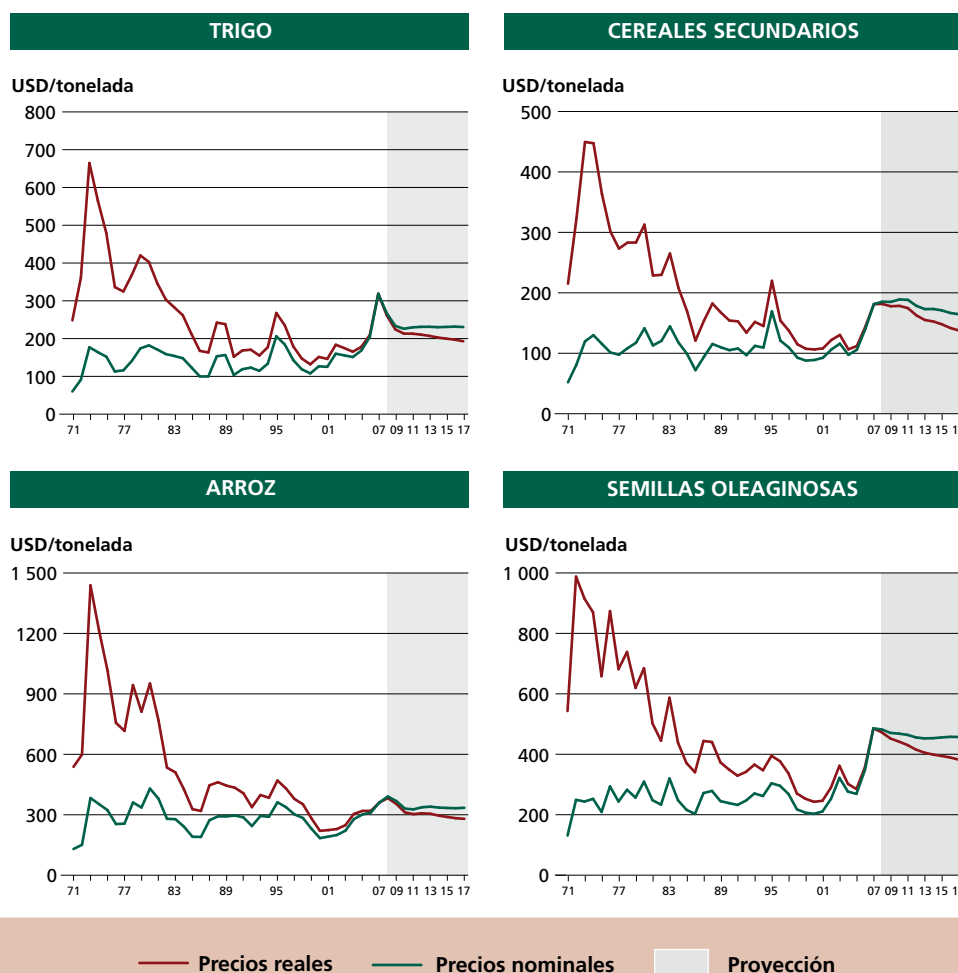 TRIGO
USD/tonelada
800
700
600
500
400
300
200
100
0
71 77 83 89 95 01 07 09 11 13 15 17
CEREALES SECUNDARIOS
USD/tonelada
500
400
300
200
100
0
71 77 83 89 95 01 07 09 11 13 15 1
ARROZ
USD/tonelada
1 500
1200
900
600
300
0
71 77 83 89 95 01 07 09 11 13 15 17
SEMILLAS OLEAGINOSAS
USD/tonelada
1 000
800
600
400
200
0
71 77 83 89 95 01 07 09 11 13 15 1
Precios reales Precios nominales Proyección